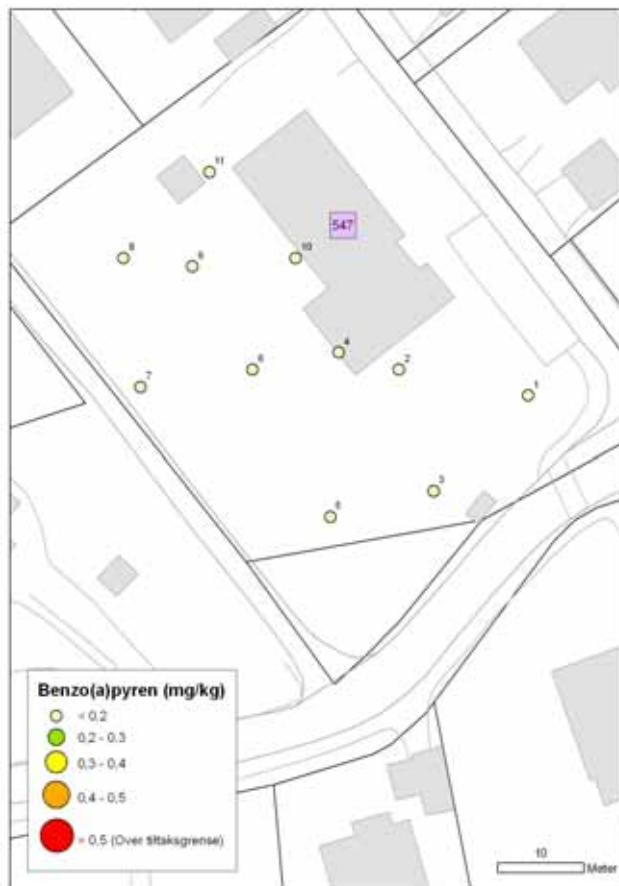 11
547
8
9
10
4
6
2
7
1
3
5
Benzo(a)pyren (mg/kg)
< 0,2
0,2 - 0,3
0,3 - 0,4
0,4 - 0,5
> 0,5 (Over tiltaksgrense)
10
Meter